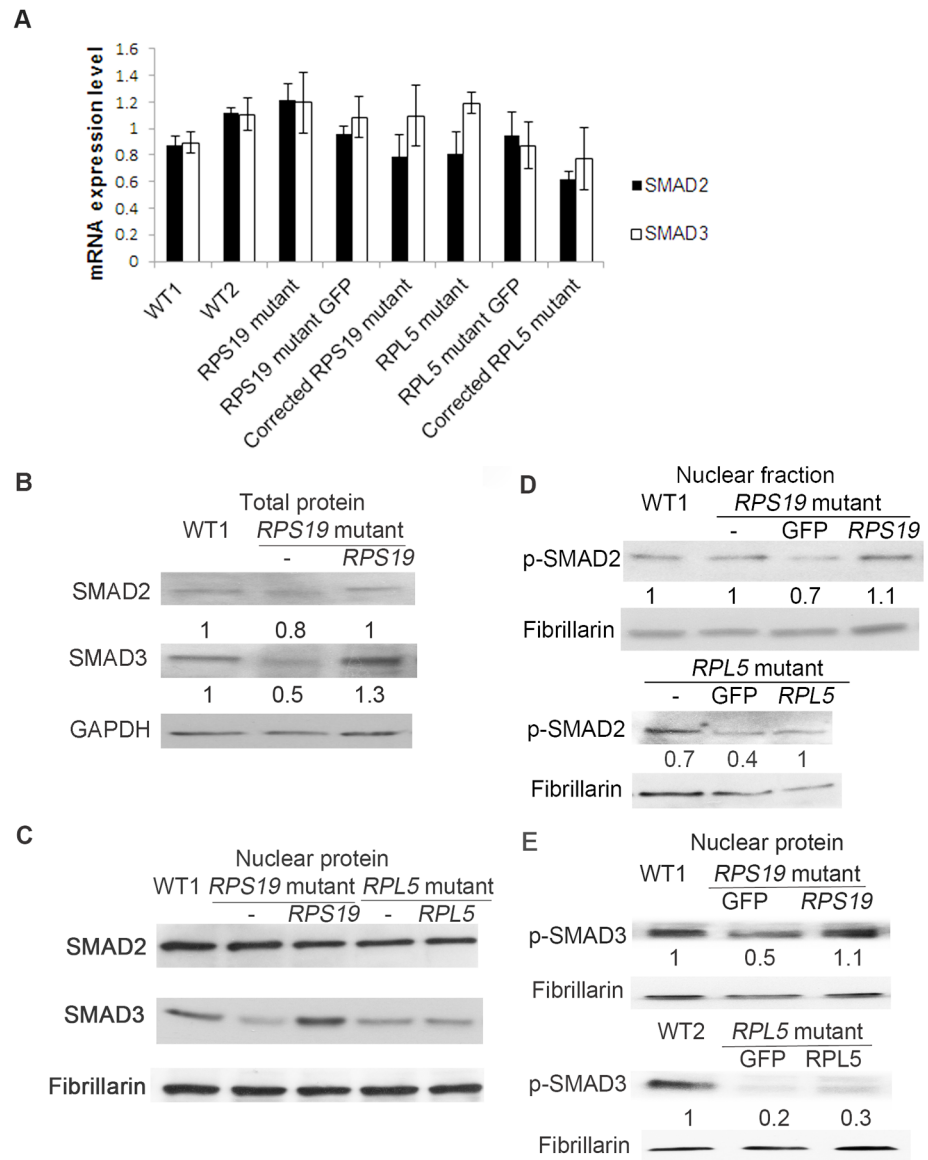 A
mRNA expression level
1.6
1.4
1.2
1
0.8
0.6
0.4
0.2
0
SMAD2
SMAD3
WT1
WT2
RPS19 mutant
RPS19 mutant GFP
Corrected RPS19 mutant
RPL5 mutant
RPL5 mutant GFP
Corrected RPL5 mutant
B
Total protein
WT1 RPS19 mutant
- RPS19
SMAD2
1 0.8 1
SMAD3
1 0.5 1.3
GAPDH
C
Nuclear protein
WT1 RPS19 mutant RPL5 mutant
- RPS19 - RPL5
SMAD2
SMAD3
Fibrillarin
D
Nuclear fraction
WT1 RPS19 mutant
- GFP RPS19
p-SMAD2
1 1 0.7 1.1
Fibrillarin
RPL5 mutant
- GFP RPL5
p-SMAD2
0.7 0.4 1
Fibrillarin
E
Nuclear protein
WT1 RPS19 mutant
GFP RPS19
p-SMAD3
1 0.5 1.1
Fibrillarin
WT2 RPL5 mutant
GFP RPL5
p-SMAD3
1 0.2 0.3
Fibrillarin